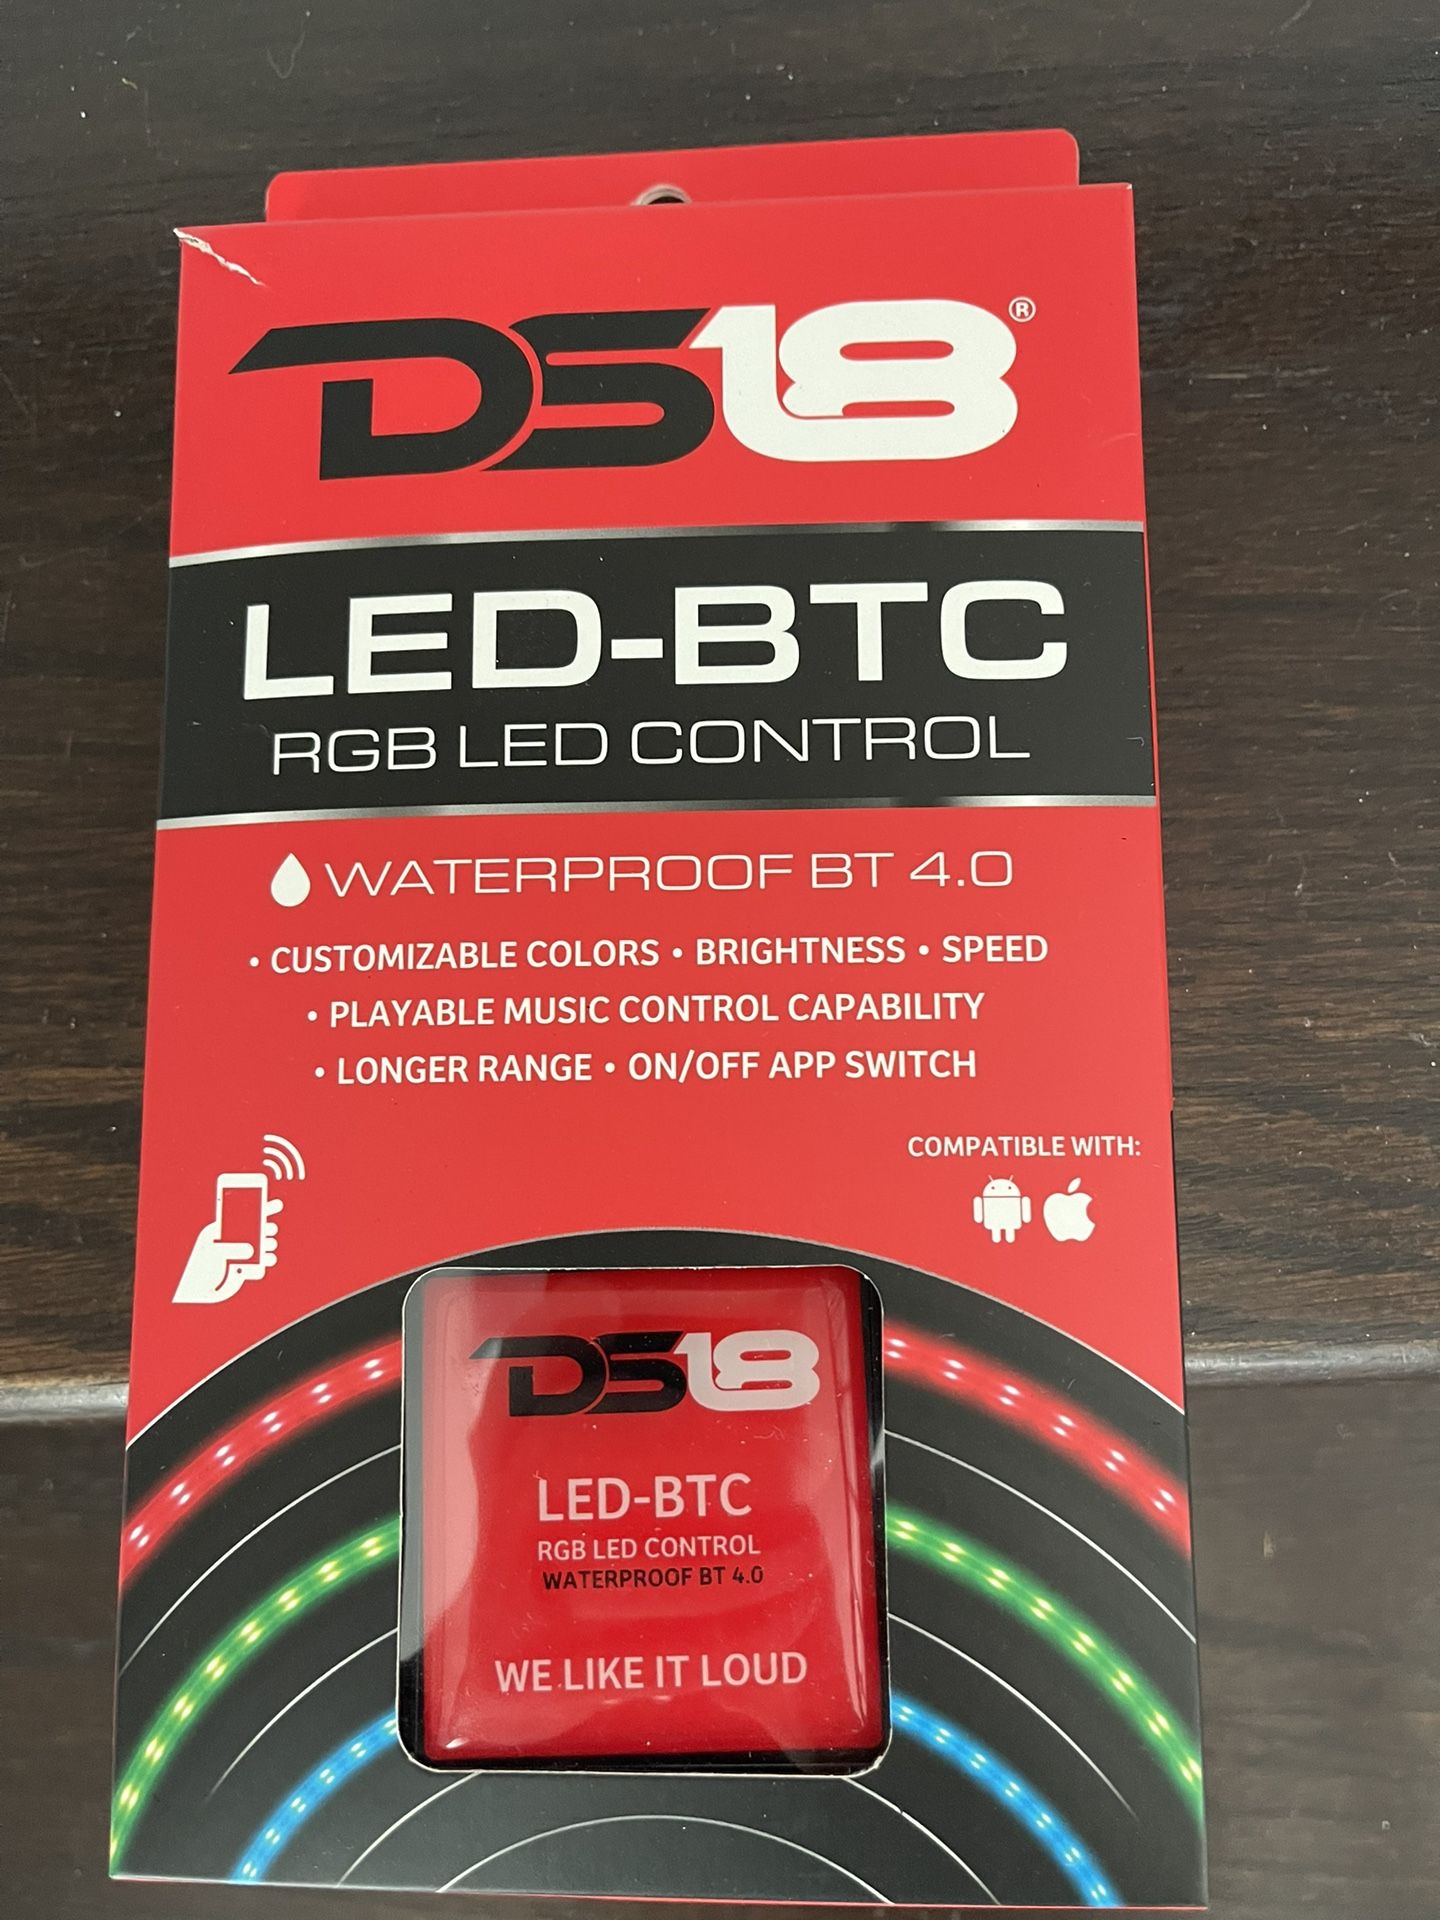 DS18®
LED-BTC
RGB LED CONTROL
WATERPROOF BT 4.0
• CUSTOMIZABLE COLORS • BRIGHTNESS • SPEED
• PLAYABLE MUSIC CONTROL CAPABILITY
• LONGER RANGE • ON/OFF APP SWITCH
COMPATIBLE WITH:
DS18
LED-BTC
RGB LED CONTROL
WATERPROOF BT 4.0
WE LIKE IT LOUD